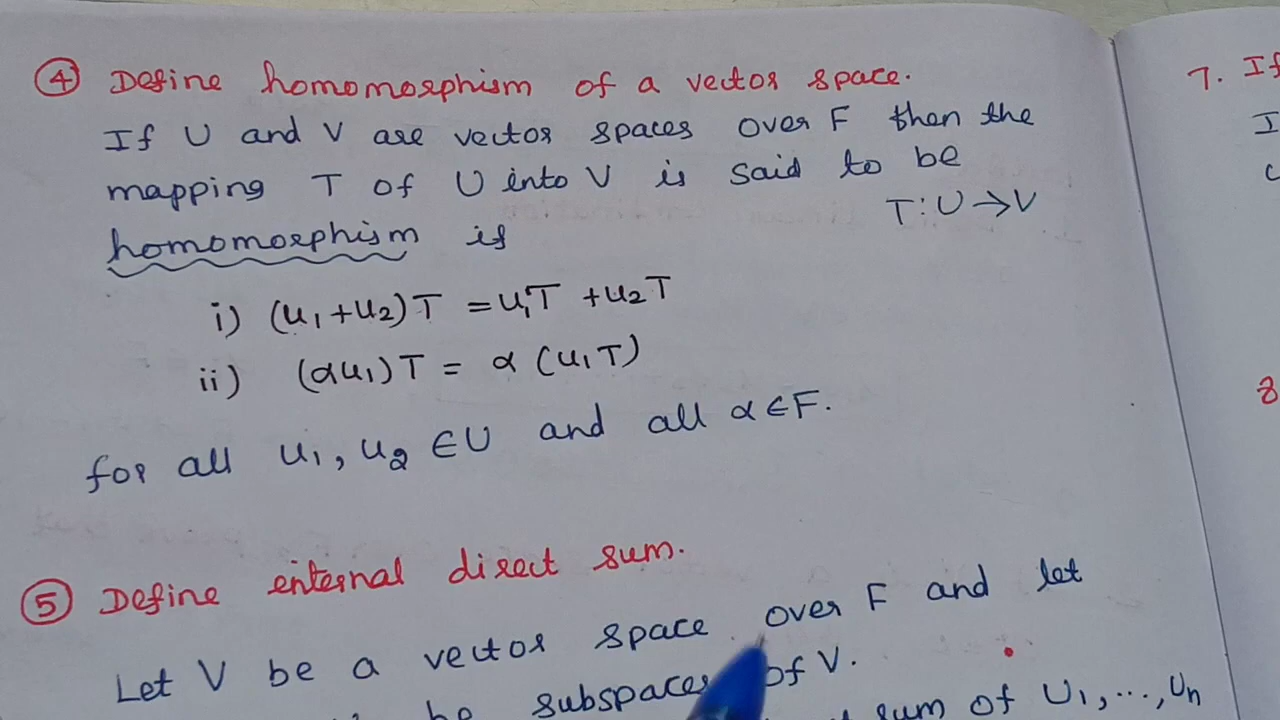 ④ Define homomorphism of a vector space.
If U and V are vector spaces over F then the
mapping T of U into V is said to be
T:U→V
homomorphism if
i) (u₁+u₂)T = u₁T + u₂T
ii) (αu₁)T = α(u₁T)
for all u₁, u₂ ∈ U and all α∈F.
⑤ Define internal direct sum.
Let V be a vector space over F and let
be subspaces of V.
sum of U₁,...,Uₙ
7. If
I
8